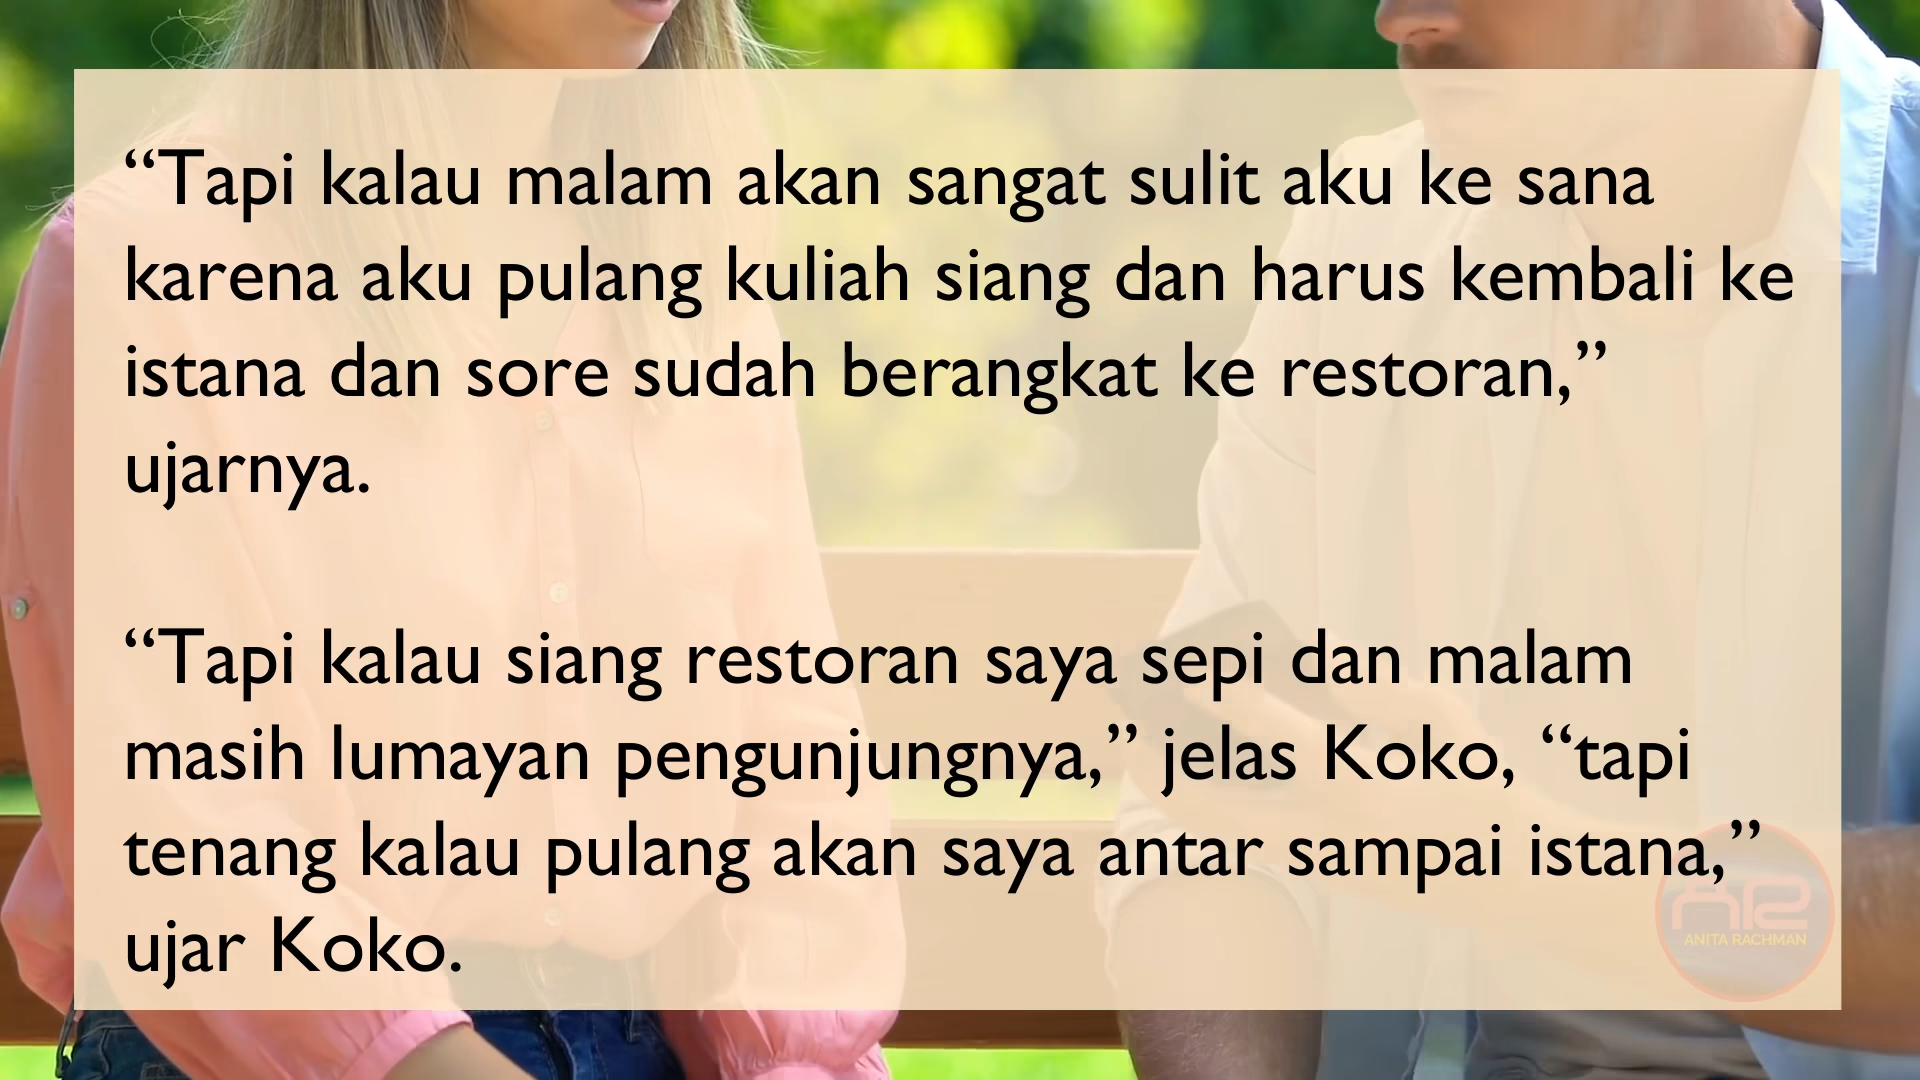 “Tapi kalau malam akan sangat sulit aku ke sana
karena aku pulang kuliah siang dan harus kembali ke
istana dan sore sudah berangkat ke restoran,”
ujarnya.
“Tapi kalau siang restoran saya sepi dan malam
masih lumayan pengunjungnya,” jelas Koko, “tapi
tenang kalau pulang akan saya antar sampai istana,”
ujar Koko.
AR
ANITA RACHMAN